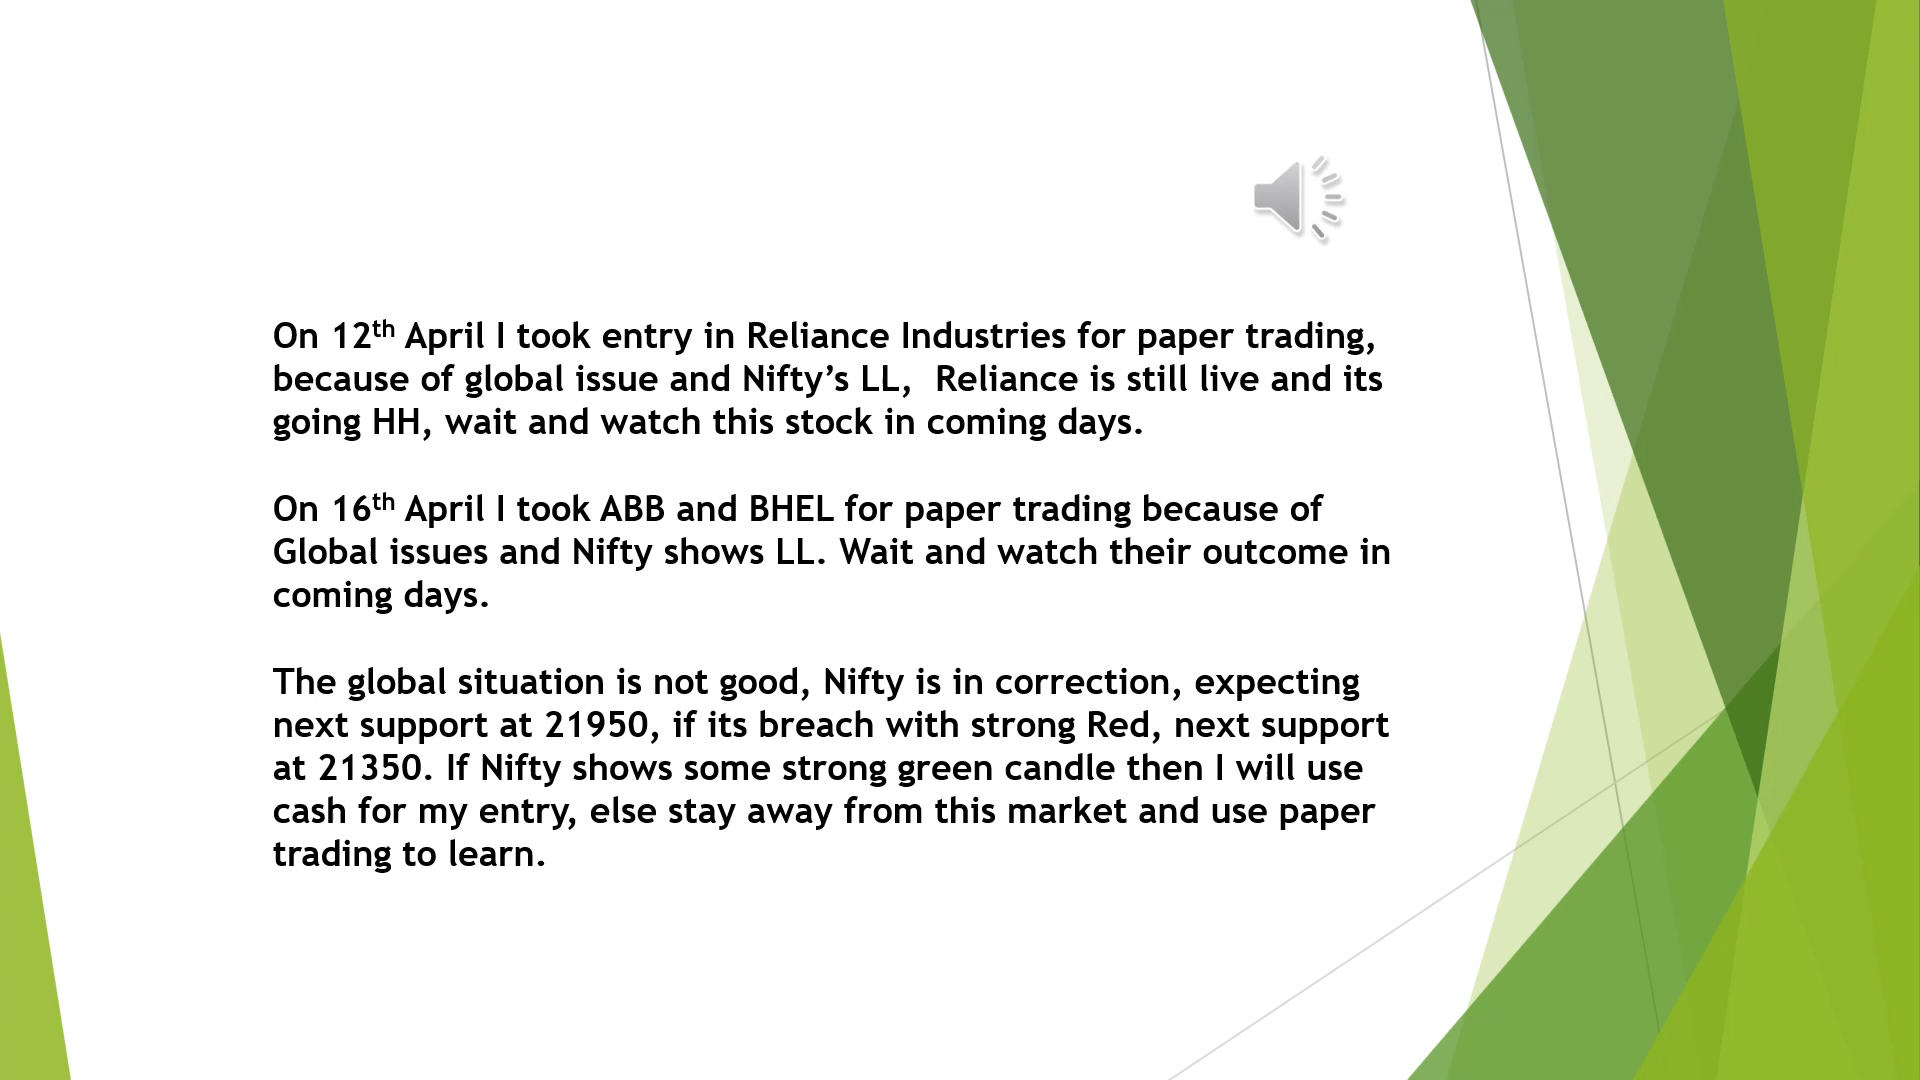 On 12th April I took entry in Reliance Industries for paper trading,
because of global issue and Nifty’s LL,  Reliance is still live and its
going HH, wait and watch this stock in coming days.
On 16th April I took ABB and BHEL for paper trading because of
Global issues and Nifty shows LL. Wait and watch their outcome in
coming days.
The global situation is not good, Nifty is in correction, expecting
next support at 21950, if its breach with strong Red, next support
at 21350. If Nifty shows some strong green candle then I will use
cash for my entry, else stay away from this market and use paper
trading to learn.